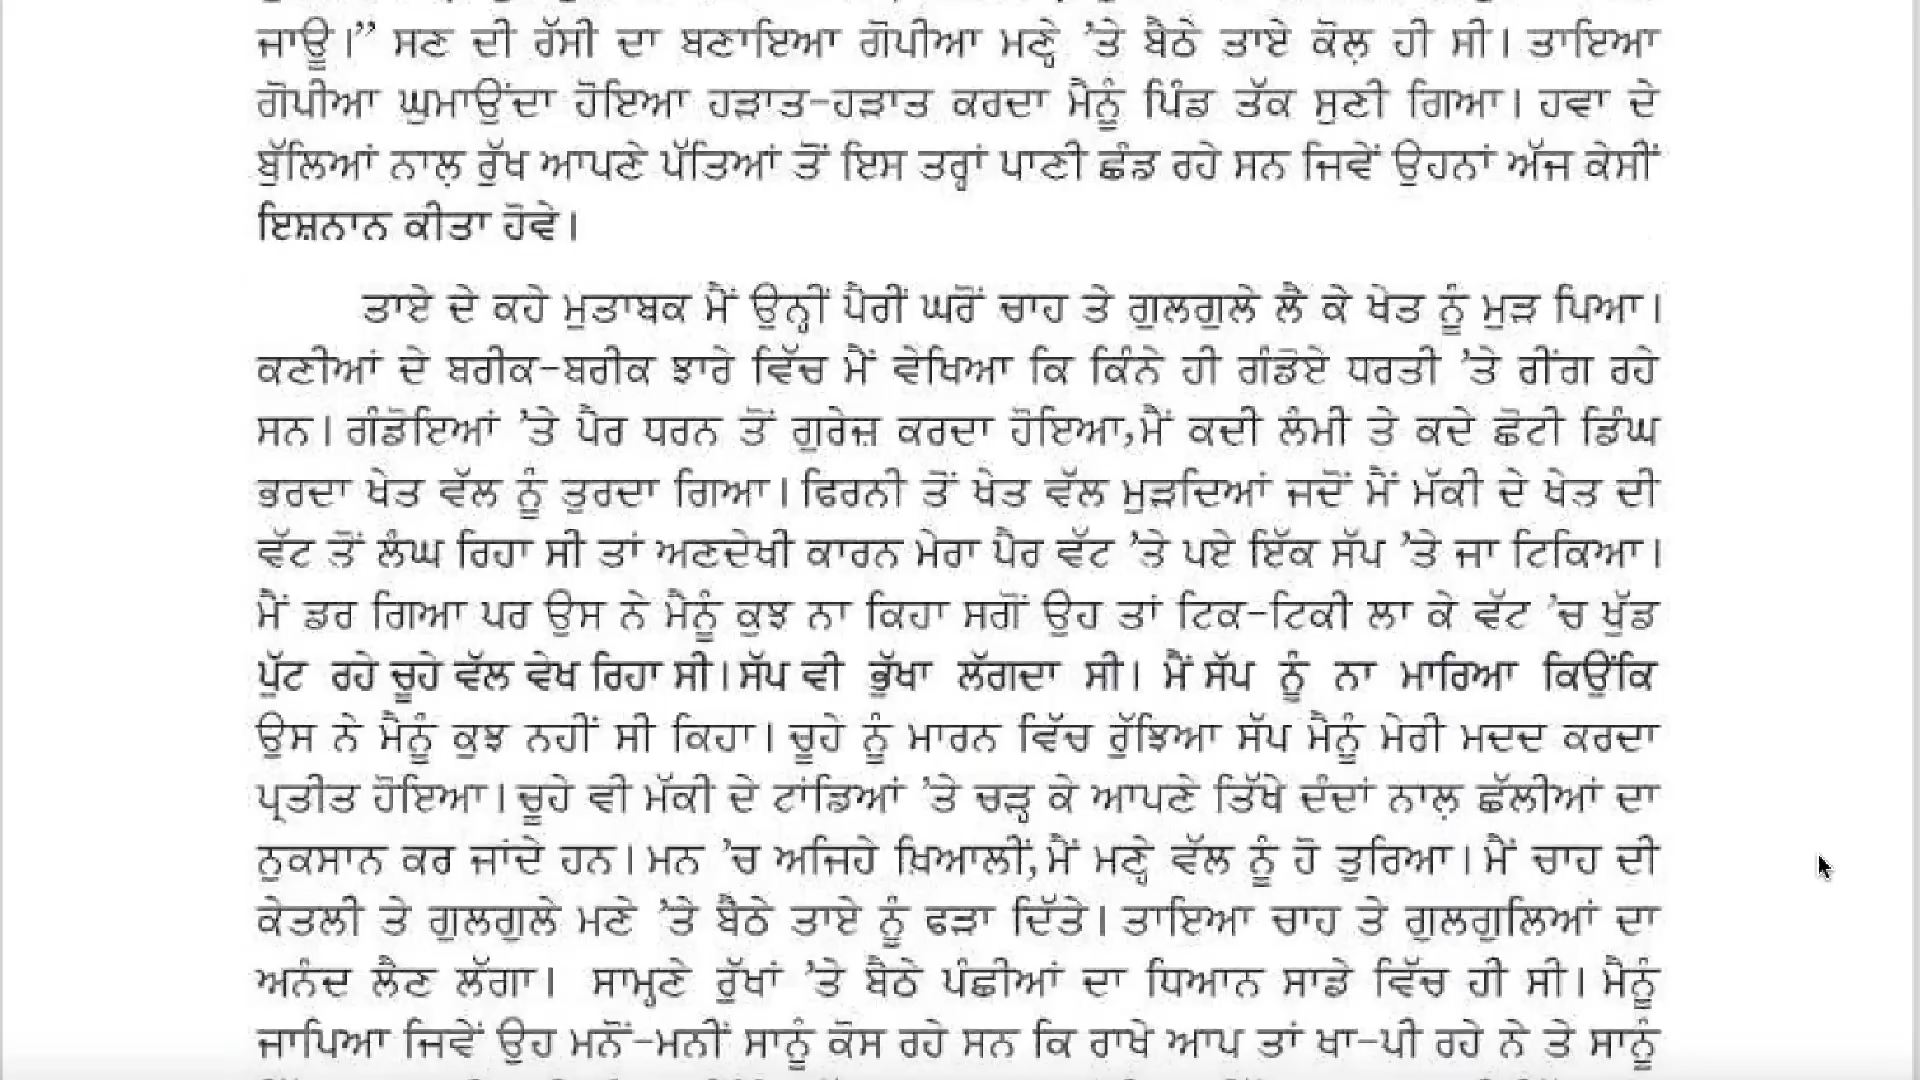 ਜਾਊ।” ਸਣ ਦੀ ਰੱਸੀ ਦਾ ਬਣਾਇਆ ਗੋਪੀਆ ਮਣ੍ਹੇ ’ਤੇ ਬੈਠੇ ਤਾਏ ਕੋਲ਼ ਹੀ ਸੀ। ਤਾਇਆ
ਗੋਪੀਆ ਘੁਮਾਉਂਦਾ ਹੋਇਆ ਹੜਾਤ-ਹੜਾਤ ਕਰਦਾ ਮੈਨੂੰ ਪਿੰਡ ਤੱਕ ਸੁਣੀ ਗਿਆ। ਹਵਾ ਦੇ
ਬੁੱਲਿਆਂ ਨਾਲ਼ ਰੁੱਖ ਆਪਣੇ ਪੱਤਿਆਂ ਤੋਂ ਇਸ ਤਰ੍ਹਾਂ ਪਾਣੀ ਛੰਡ ਰਹੇ ਸਨ ਜਿਵੇਂ ਉਹਨਾਂ ਅੱਜ ਕੇਸੀਂ
ਇਸ਼ਨਾਨ ਕੀਤਾ ਹੋਵੇ।
ਤਾਏ ਦੇ ਕਹੇ ਮੁਤਾਬਕ ਮੈਂ ਉਨ੍ਹੀਂ ਪੈਰੀਂ ਘਰੋਂ ਚਾਹ ਤੇ ਗੁਲਗੁਲੇ ਲੈ ਕੇ ਖੇਤ ਨੂੰ ਮੁੜ ਪਿਆ।
ਕਣੀਆਂ ਦੇ ਬਰੀਕ-ਬਰੀਕ ਝਾਰੇ ਵਿੱਚ ਮੈਂ ਵੇਖਿਆ ਕਿ ਕਿੰਨੇ ਹੀ ਗੰਡੋਏ ਧਰਤੀ ’ਤੇ ਰੀਂਗ ਰਹੇ
ਸਨ। ਗੰਡੋਇਆਂ ’ਤੇ ਪੈਰ ਧਰਨ ਤੋਂ ਗੁਰੇਜ਼ ਕਰਦਾ ਹੋਇਆ,ਮੈਂ ਕਦੀ ਲੰਮੀ ਤੇ ਕਦੇ ਛੋਟੀ ਡਿੰਘ
ਭਰਦਾ ਖੇਤ ਵੱਲ ਨੂੰ ਤੁਰਦਾ ਗਿਆ। ਫਿਰਨੀ ਤੋਂ ਖੇਤ ਵੱਲ ਮੁੜਦਿਆਂ ਜਦੋਂ ਮੈਂ ਮੱਕੀ ਦੇ ਖੇਤ ਦੀ
ਵੱਟ ਤੋਂ ਲੰਘ ਰਿਹਾ ਸੀ ਤਾਂ ਅਣਦੇਖੀ ਕਾਰਨ ਮੇਰਾ ਪੈਰ ਵੱਟ ’ਤੇ ਪਏ ਇੱਕ ਸੱਪ ’ਤੇ ਜਾ ਟਿਕਿਆ।
ਮੈਂ ਡਰ ਗਿਆ ਪਰ ਉਸ ਨੇ ਮੈਨੂੰ ਕੁਝ ਨਾ ਕਿਹਾ ਸਗੋਂ ਉਹ ਤਾਂ ਟਿਕ-ਟਿਕੀ ਲਾ ਕੇ ਵੱਟ ’ਚ ਖੁੱਡ
ਪੁੱਟ ਰਹੇ ਚੂਹੇ ਵੱਲ ਵੇਖ ਰਿਹਾ ਸੀ। ਸੱਪ ਵੀ ਭੁੱਖਾ ਲੱਗਦਾ ਸੀ। ਮੈਂ ਸੱਪ ਨੂੰ ਨਾ ਮਾਰਿਆ ਕਿਉਂਕਿ
ਉਸ ਨੇ ਮੈਨੂੰ ਕੁਝ ਨਹੀਂ ਸੀ ਕਿਹਾ। ਚੂਹੇ ਨੂੰ ਮਾਰਨ ਵਿੱਚ ਰੁੱਝਿਆ ਸੱਪ ਮੈਨੂੰ ਮੇਰੀ ਮਦਦ ਕਰਦਾ
ਪ੍ਰਤੀਤ ਹੋਇਆ। ਚੂਹੇ ਵੀ ਮੱਕੀ ਦੇ ਟਾਂਡਿਆਂ ’ਤੇ ਚੜ੍ਹ ਕੇ ਆਪਣੇ ਤਿੱਖੇ ਦੰਦਾਂ ਨਾਲ਼ ਛੱਲੀਆਂ ਦਾ
ਨੁਕਸਾਨ ਕਰ ਜਾਂਦੇ ਹਨ। ਮਨ ’ਚ ਅਜਿਹੇ ਖ਼ਿਆਲੀਂ, ਮੈਂ ਮਣ੍ਹੇ ਵੱਲ ਨੂੰ ਹੋ ਤੁਰਿਆ। ਮੈਂ ਚਾਹ ਦੀ
ਕੇਤਲੀ ਤੇ ਗੁਲਗੁਲੇ ਮਣੇ ’ਤੇ ਬੈਠੇ ਤਾਏ ਨੂੰ ਫੜਾ ਦਿੱਤੇ। ਤਾਇਆ ਚਾਹ ਤੇ ਗੁਲਗੁਲਿਆਂ ਦਾ
ਅਨੰਦ ਲੈਣ ਲੱਗਾ। ਸਾਮ੍ਹਣੇ ਰੁੱਖਾਂ ’ਤੇ ਬੈਠੇ ਪੰਛੀਆਂ ਦਾ ਧਿਆਨ ਸਾਡੇ ਵਿੱਚ ਹੀ ਸੀ। ਮੈਨੂੰ
ਜਾਪਿਆ ਜਿਵੇਂ ਉਹ ਮਨੋਂ-ਮਨੀਂ ਸਾਨੂੰ ਕੋਸ ਰਹੇ ਸਨ ਕਿ ਰਾਖੇ ਆਪ ਤਾਂ ਖਾ-ਪੀ ਰਹੇ ਨੇ ਤੇ ਸਾਨੂੰ